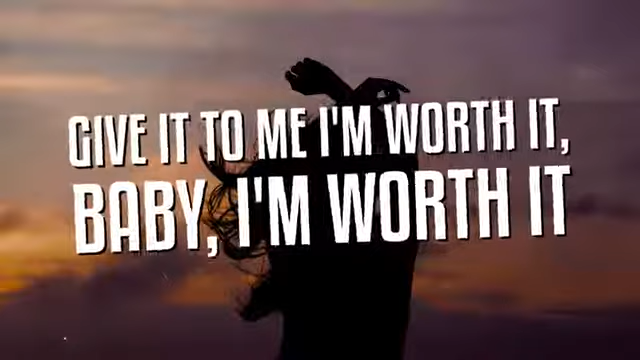 GIVE IT TO ME I'M WORTH IT,
BABY, I'M WORTH IT